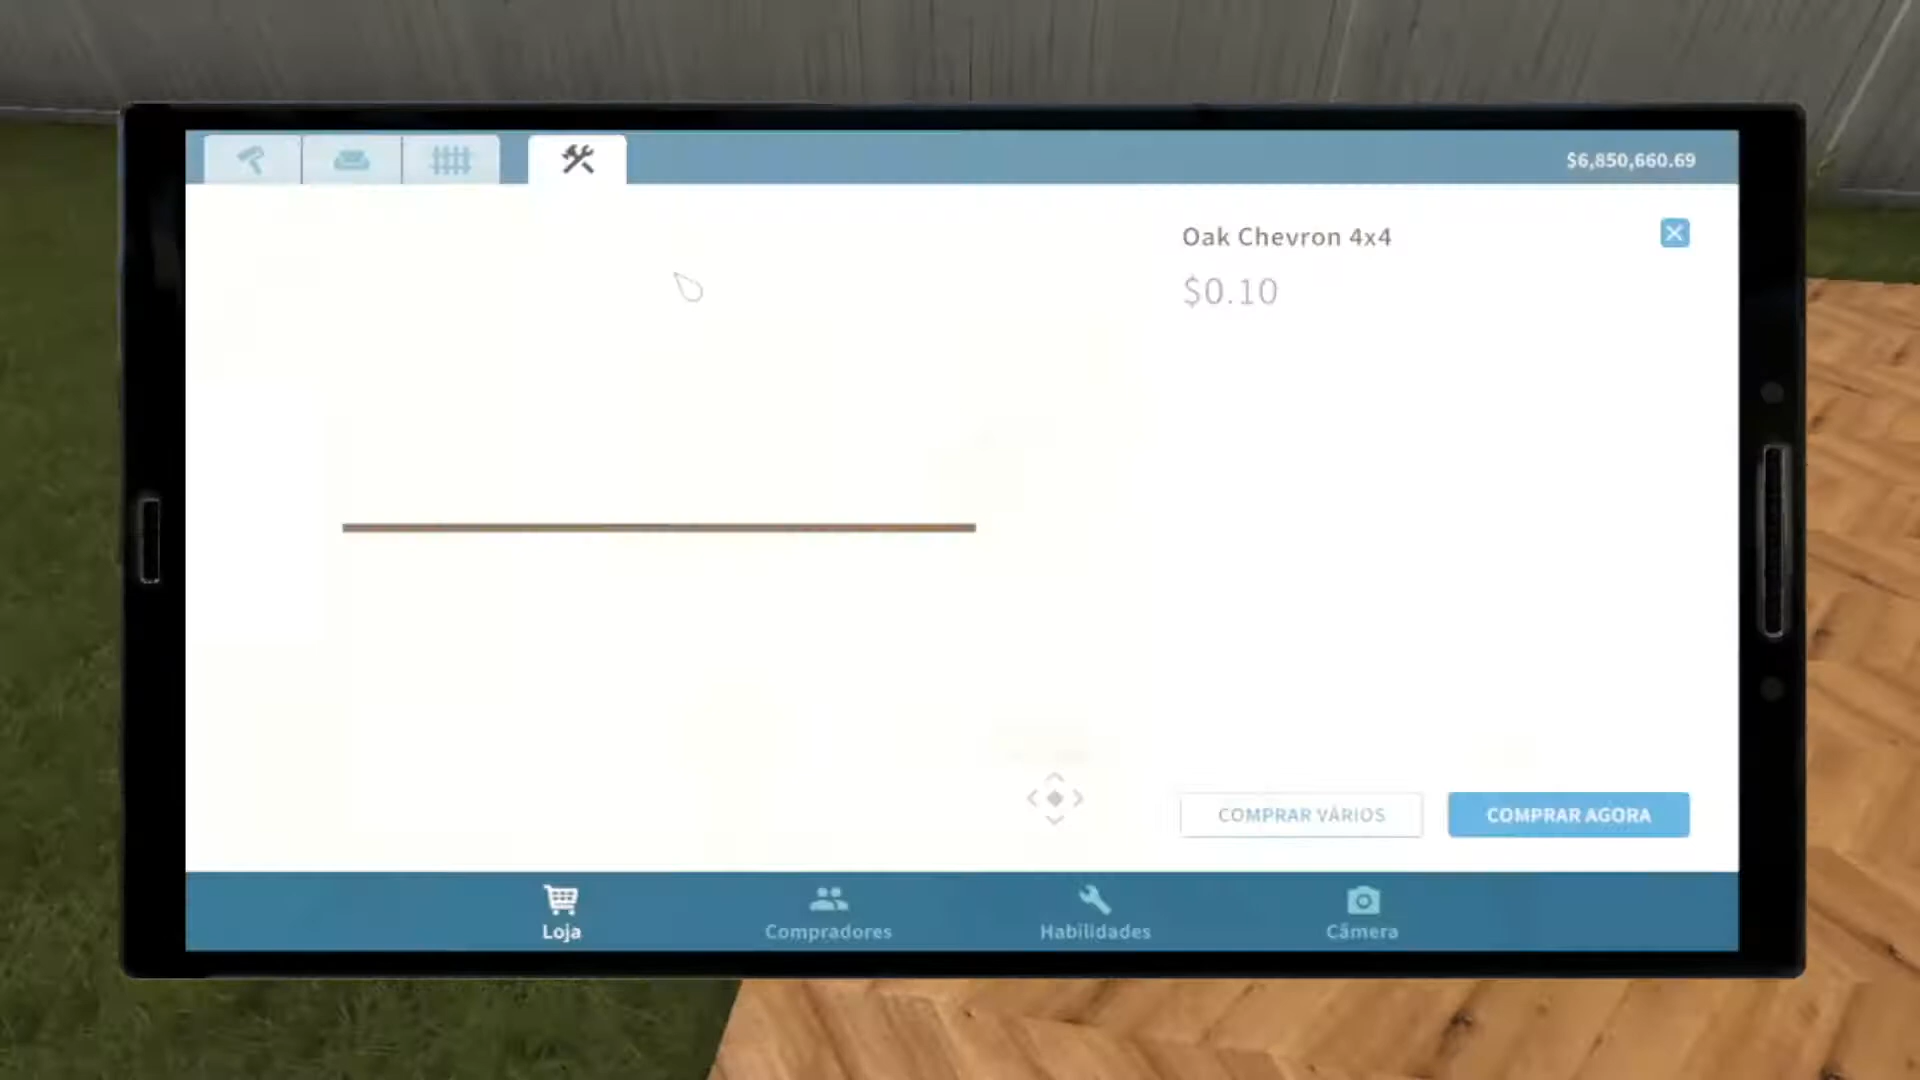 $6,850,660.69
Oak Chevron 4x4
$0.10
COMPRAR VÁRIOS
COMPRAR AGORA
Loja
Compradores
Habilidades
Câmera